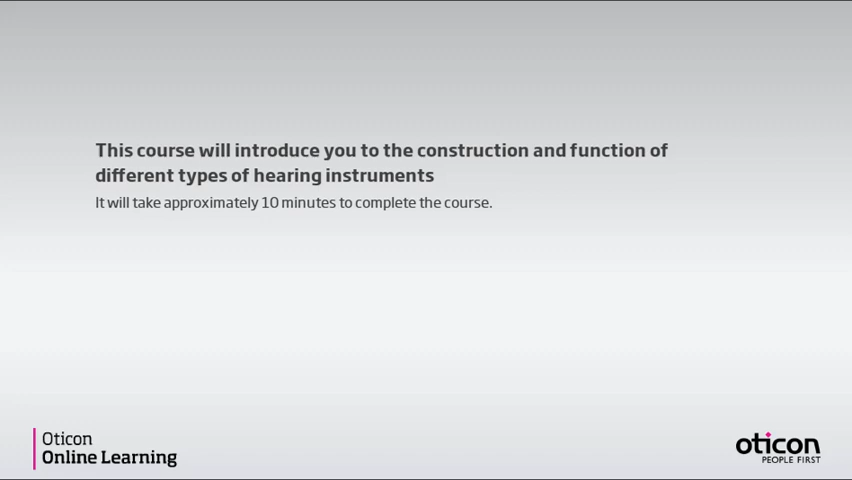 This course will introduce you to the construction and function of
different types of hearing instruments
It will take approximately 10 minutes to complete the course.
Oticon
Online Learning
oticon
PEOPLE FIRST